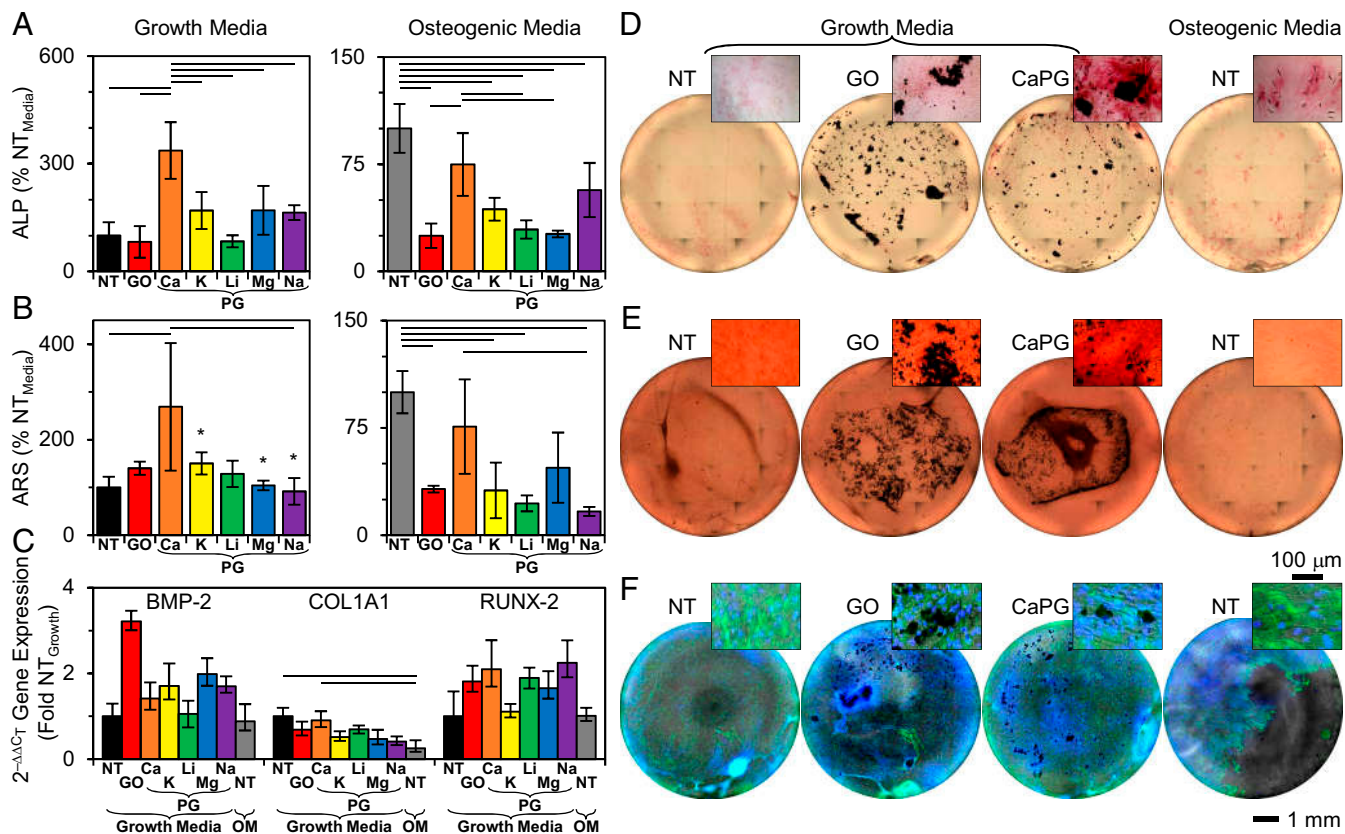 A
Growth Media
Osteogenic Media
ALP (% NT_Media)
600
300
0
150
75
0
NT GO Ca K Li Mg Na
PG
NT GO Ca K Li Mg Na
PG
B
ARS (% NT_Media)
400
200
0
* * *
150
75
0
NT GO Ca K Li Mg Na
PG
NT GO Ca K Li Mg Na
PG
C
2^−ΔΔC_T Gene Expression
(Fold NT_Growth)
4
2
0
BMP-2 COL1A1 RUNX-2
NT GO Ca K Li Mg Na NT
PG
Growth Media OM
NT GO Ca K Li Mg Na NT
PG
Growth Media OM
NT GO Ca K Li Mg Na NT
PG
Growth Media OM
D
Growth Media
Osteogenic Media
NT GO CaPG NT
E
NT GO CaPG NT
100 μm
F
NT GO CaPG NT
1 mm